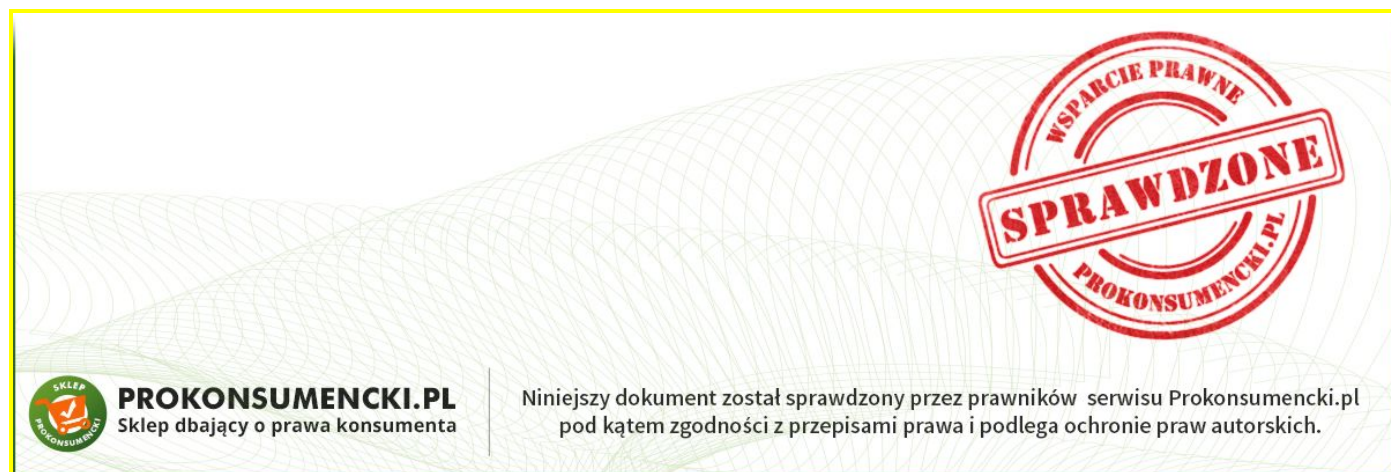 WSPARCIE PRAWNE
SPRAWDZONE
PROKONSUMENCKI.PL
SKLEP
PROKONSUMENCKI
PROKONSUMENCKI.PL
Sklep dbający o prawa konsumenta
Niniejszy dokument został sprawdzony przez prawników serwisu Prokonsumencki.pl
pod kątem zgodności z przepisami prawa i podlega ochronie praw autorskich.